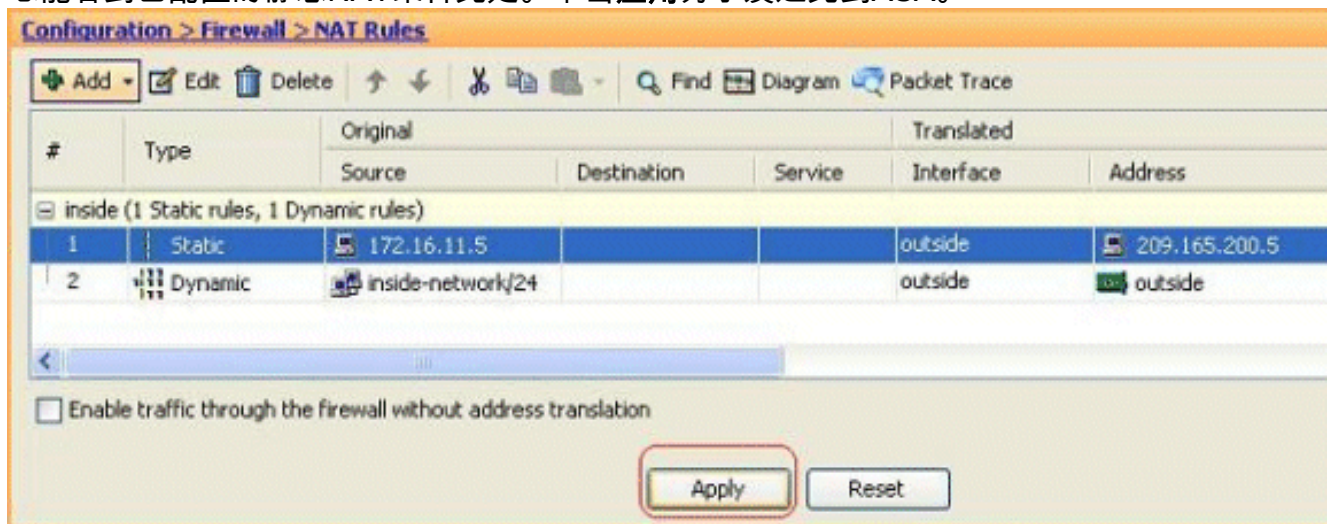 Configuration > Firewall > NAT Rules
Add Edit Delete Find Diagram Packet Trace
# Type Original Translated
Source Destination Service Interface Address
inside (1 Static rules, 1 Dynamic rules)
1 Static 172.16.11.5 outside 209.165.200.5
2 Dynamic inside-network/24 outside outside
Enable traffic through the firewall without address translation
Apply Reset